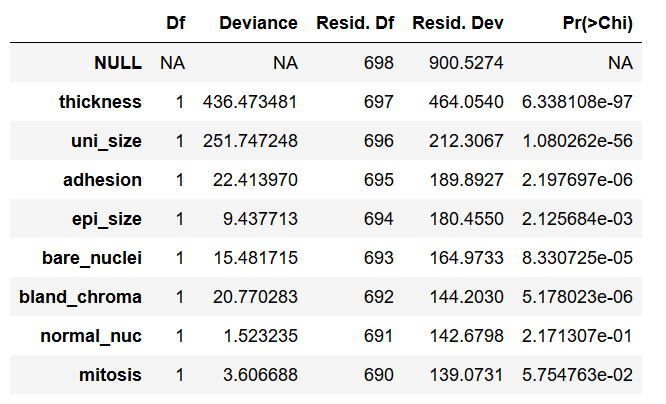 Df Deviance Resid. Df Resid. Dev Pr(>Chi)
NULL NA NA 698 900.5274 NA
thickness 1 436.473481 697 464.0540 6.338108e-97
uni_size 1 251.747248 696 212.3067 1.080262e-56
adhesion 1 22.413970 695 189.8927 2.197697e-06
epi_size 1 9.437713 694 180.4550 2.125684e-03
bare_nuclei 1 15.481715 693 164.9733 8.330725e-05
bland_chroma 1 20.770283 692 144.2030 5.178023e-06
normal_nuc 1 1.523235 691 142.6798 2.171307e-01
mitosis 1 3.606688 690 139.0731 5.754763e-02